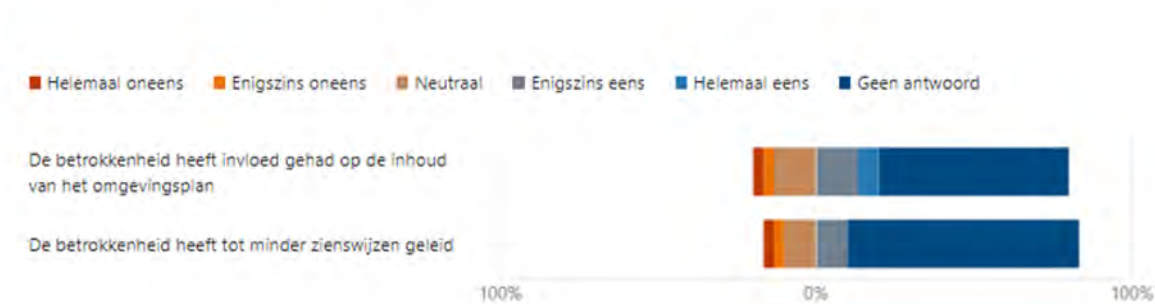 Helemaal oneens Enigszins oneens Neutraal Enigszins eens Helemaal eens Geen antwoord
De betrokkenheid heeft invloed gehad op de inhoud
van het omgevingsplan
De betrokkenheid heeft tot minder zienswijzen geleid
100% 0% 100%